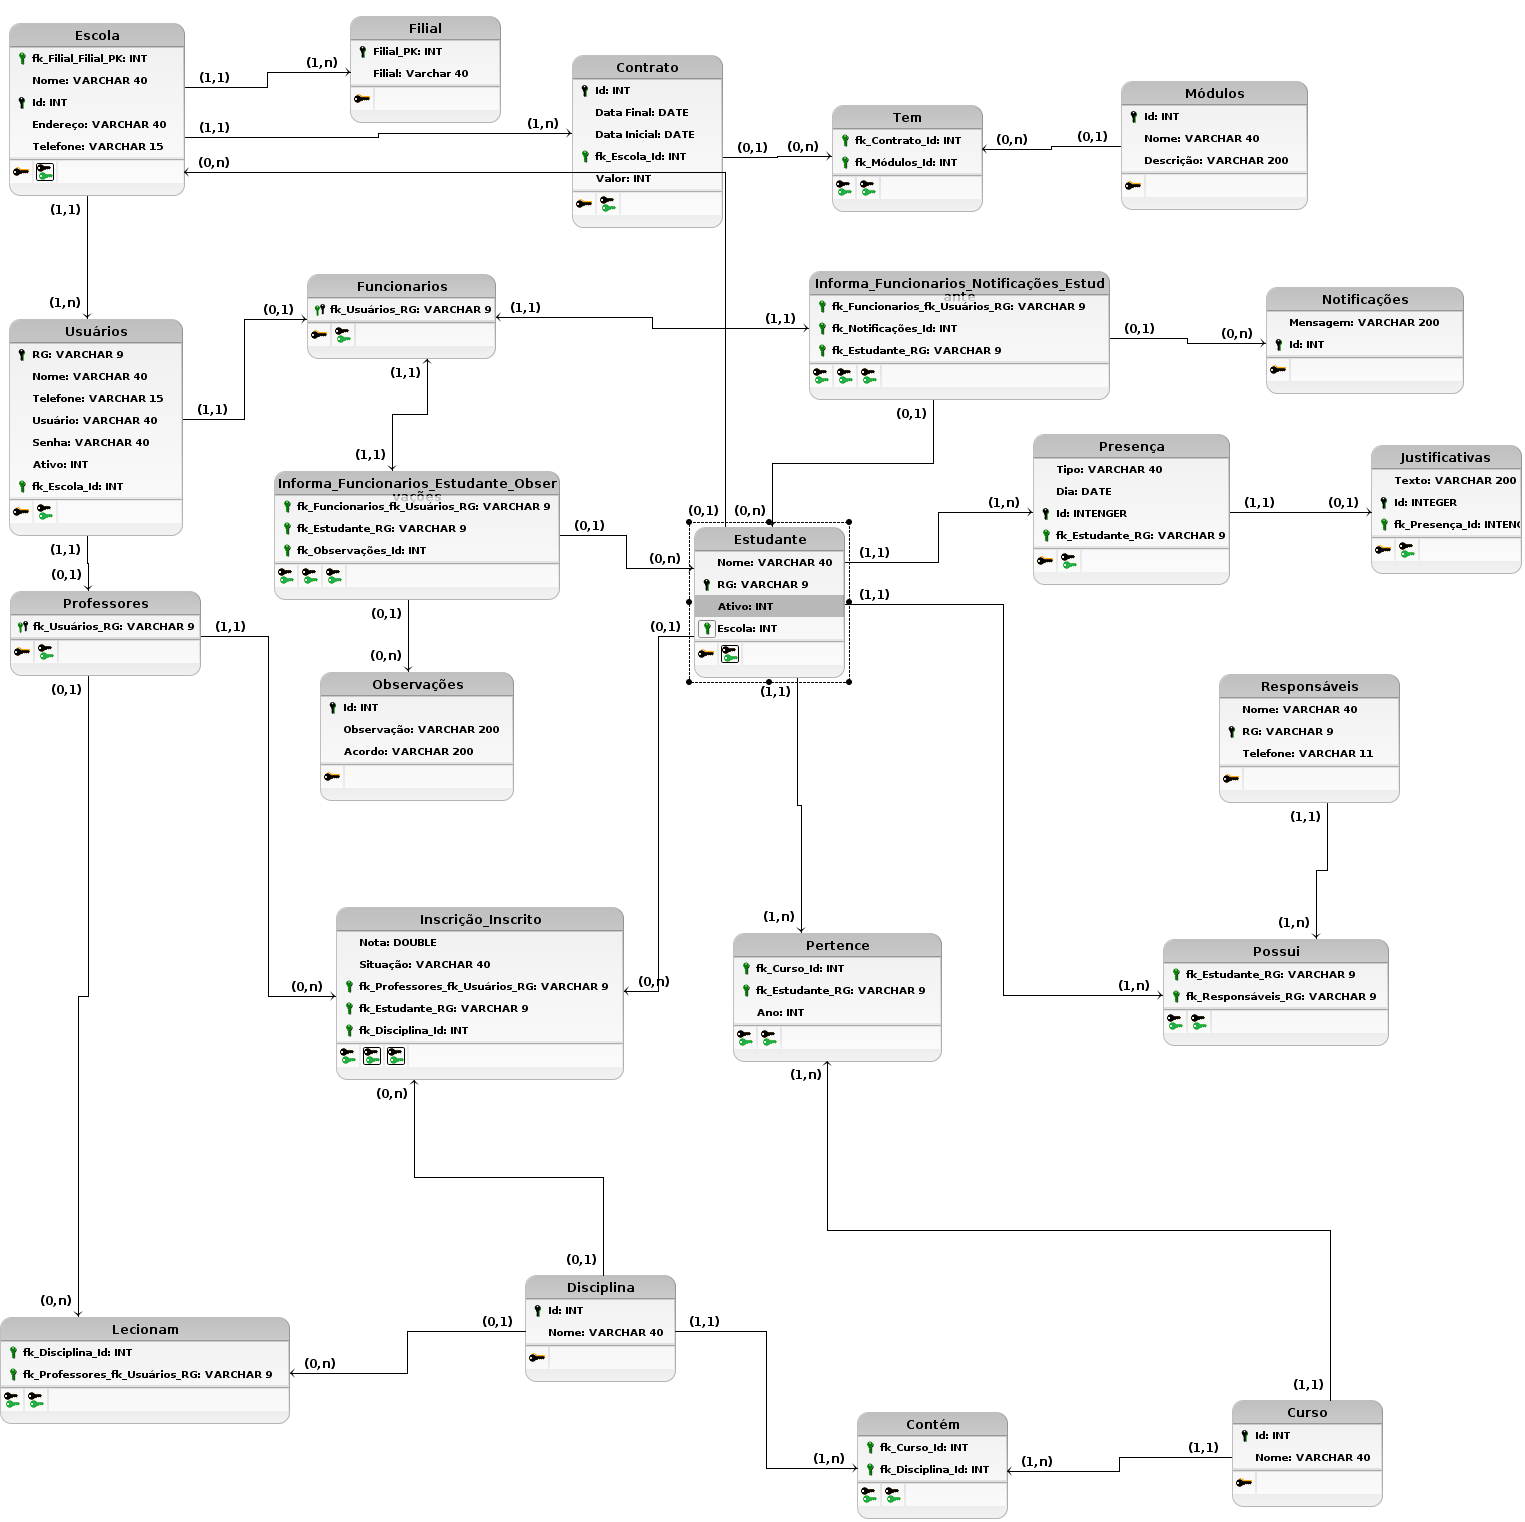 Escola
fk_Filial_Filial_PK: INT
Nome: VARCHAR 40
Id: INT
Endereço: VARCHAR 40
Telefone: VARCHAR 15
(1,1)
(1,n)
Filial
Filial_PK: INT
Filial: Varchar 40
(1,1)
(1,n)
(0,n)
Contrato
Id: INT
Data Final: DATE
Data Inicial: DATE
fk_Escola_Id: INT
Valor: INT
(0,1)
(0,n)
Tem
fk_Contrato_Id: INT
fk_Módulos_Id: INT
(0,n)
(0,1)
Módulos
Id: INT
Nome: VARCHAR 40
Descrição: VARCHAR 200
(1,1)
(1,n)
Usuários
RG: VARCHAR 9
Nome: VARCHAR 40
Telefone: VARCHAR 15
Usuário: VARCHAR 40
Senha: VARCHAR 40
Ativo: INT
fk_Escola_Id: INT
(1,1)
(0,1)
Funcionarios
fk_Usuários_RG: VARCHAR 9
(1,1)
(1,1)
Informa_Funcionarios_Notificações_Estud
ante
fk_Funcionarios_fk_Usuários_RG: VARCHAR 9
fk_Notificações_Id: INT
fk_Estudante_RG: VARCHAR 9
(0,1)
(0,n)
Notificações
Mensagem: VARCHAR 200
Id: INT
(1,1)
(1,1)
Informa_Funcionarios_Estudante_Obser
vações
fk_Funcionarios_fk_Usuários_RG: VARCHAR 9
fk_Estudante_RG: VARCHAR 9
fk_Observações_Id: INT
(0,1)
(0,n)
(0,1)
(0,1)
(0,n)
Estudante
Nome: VARCHAR 40
RG: VARCHAR 9
Ativo: INT
Escola: INT
(1,1)
(1,n)
Presença
Tipo: VARCHAR 40
Dia: DATE
Id: INTENGER
fk_Estudante_RG: VARCHAR 9
(1,1)
(0,1)
Justificativas
Texto: VARCHAR 200
Id: INTEGER
fk_Presença_Id: INTENG
(1,1)
(0,1)
Professores
fk_Usuários_RG: VARCHAR 9
(1,1)
(0,1)
(0,1)
(0,n)
Observações
Id: INT
Observação: VARCHAR 200
Acordo: VARCHAR 200
(0,1)
(1,1)
(1,1)
Responsáveis
Nome: VARCHAR 40
RG: VARCHAR 9
Telefone: VARCHAR 11
(1,1)
(1,n)
(0,n)
Inscrição_Inscrito
Nota: DOUBLE
Situação: VARCHAR 40
fk_Professores_fk_Usuários_RG: VARCHAR 9
fk_Estudante_RG: VARCHAR 9
fk_Disciplina_Id: INT
(0,n)
(0,n)
(1,n)
Pertence
fk_Curso_Id: INT
fk_Estudante_RG: VARCHAR 9
Ano: INT
(1,n)
(1,n)
Possui
fk_Estudante_RG: VARCHAR 9
fk_Responsáveis_RG: VARCHAR 9
(0,1)
Disciplina
Id: INT
Nome: VARCHAR 40
(0,n)
Lecionam
fk_Disciplina_Id: INT
fk_Professores_fk_Usuários_RG: VARCHAR 9
(0,n)
(0,1)
(1,1)
(1,n)
Contém
fk_Curso_Id: INT
fk_Disciplina_Id: INT
(1,n)
(1,1)
(1,1)
Curso
Id: INT
Nome: VARCHAR 40